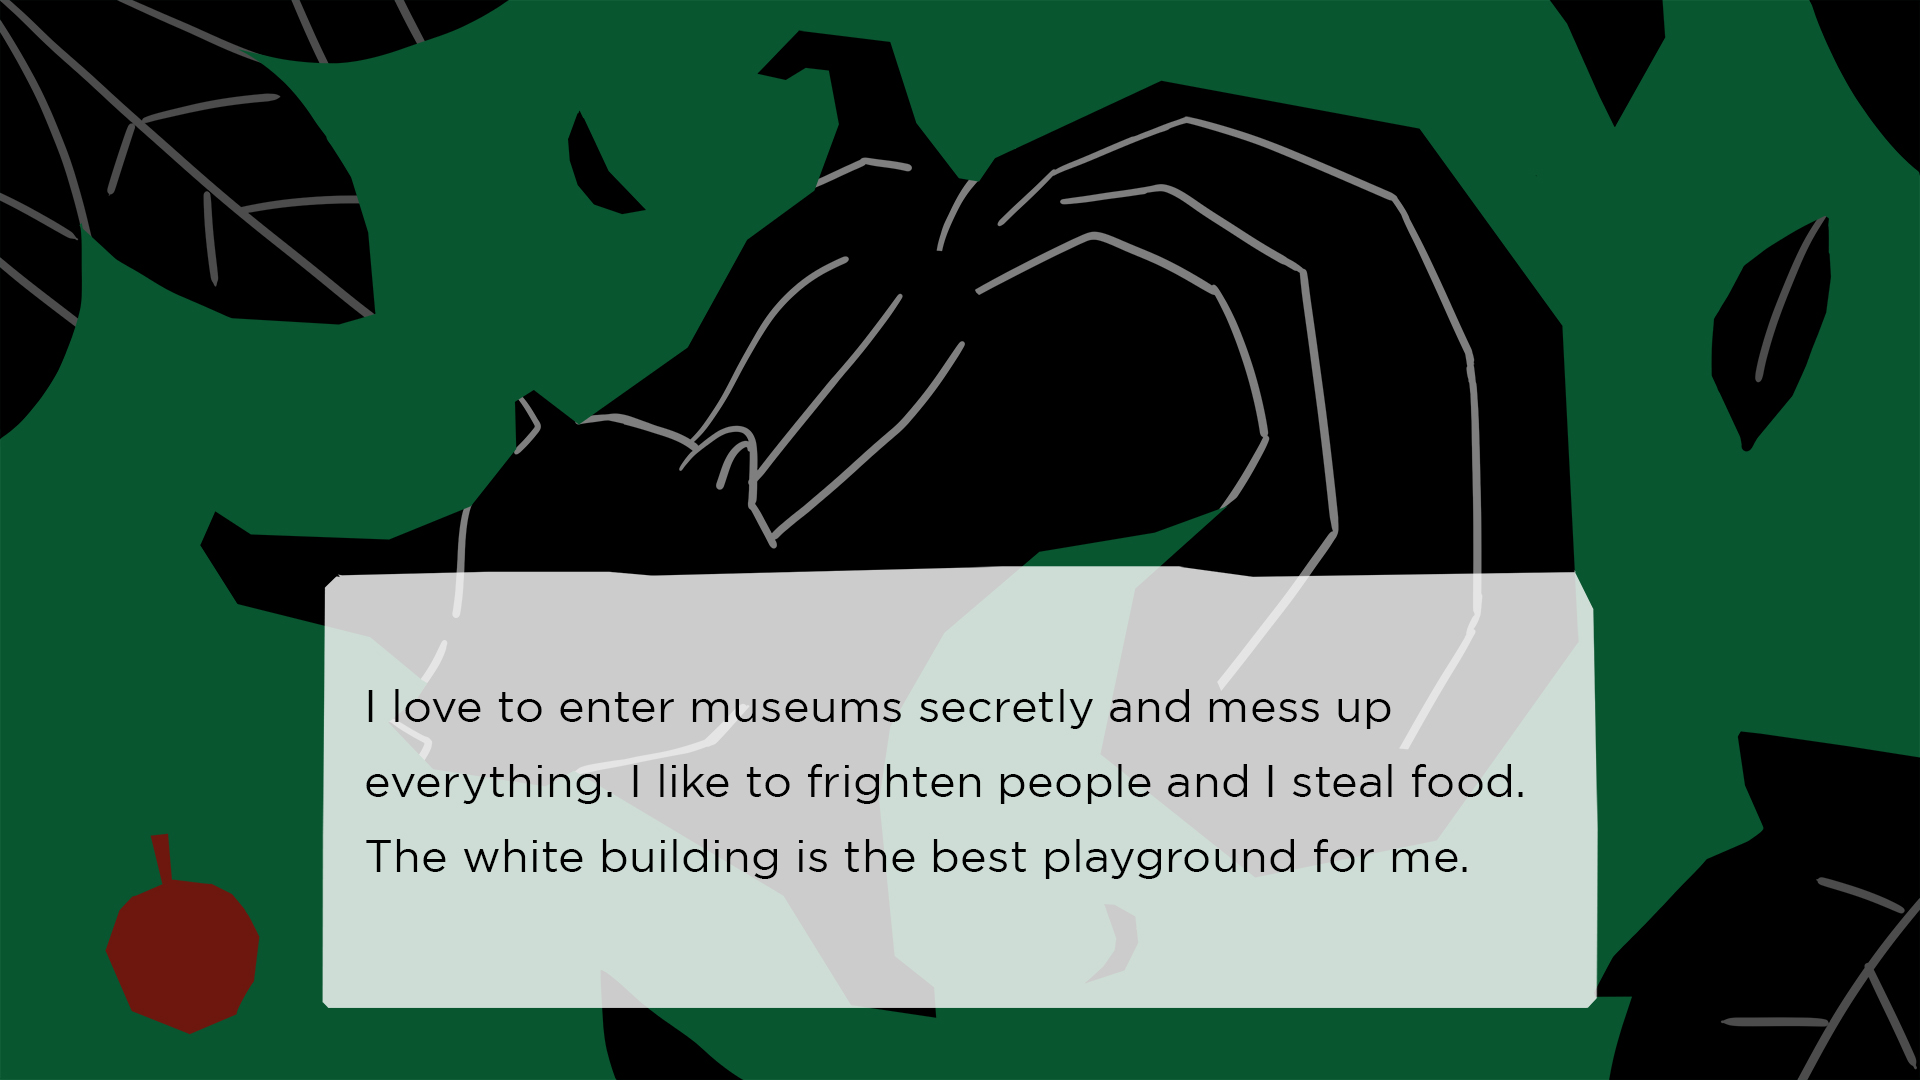 I love to enter museums secretly and mess up
everything. I like to frighten people and I steal food.
The white building is the best playground for me.